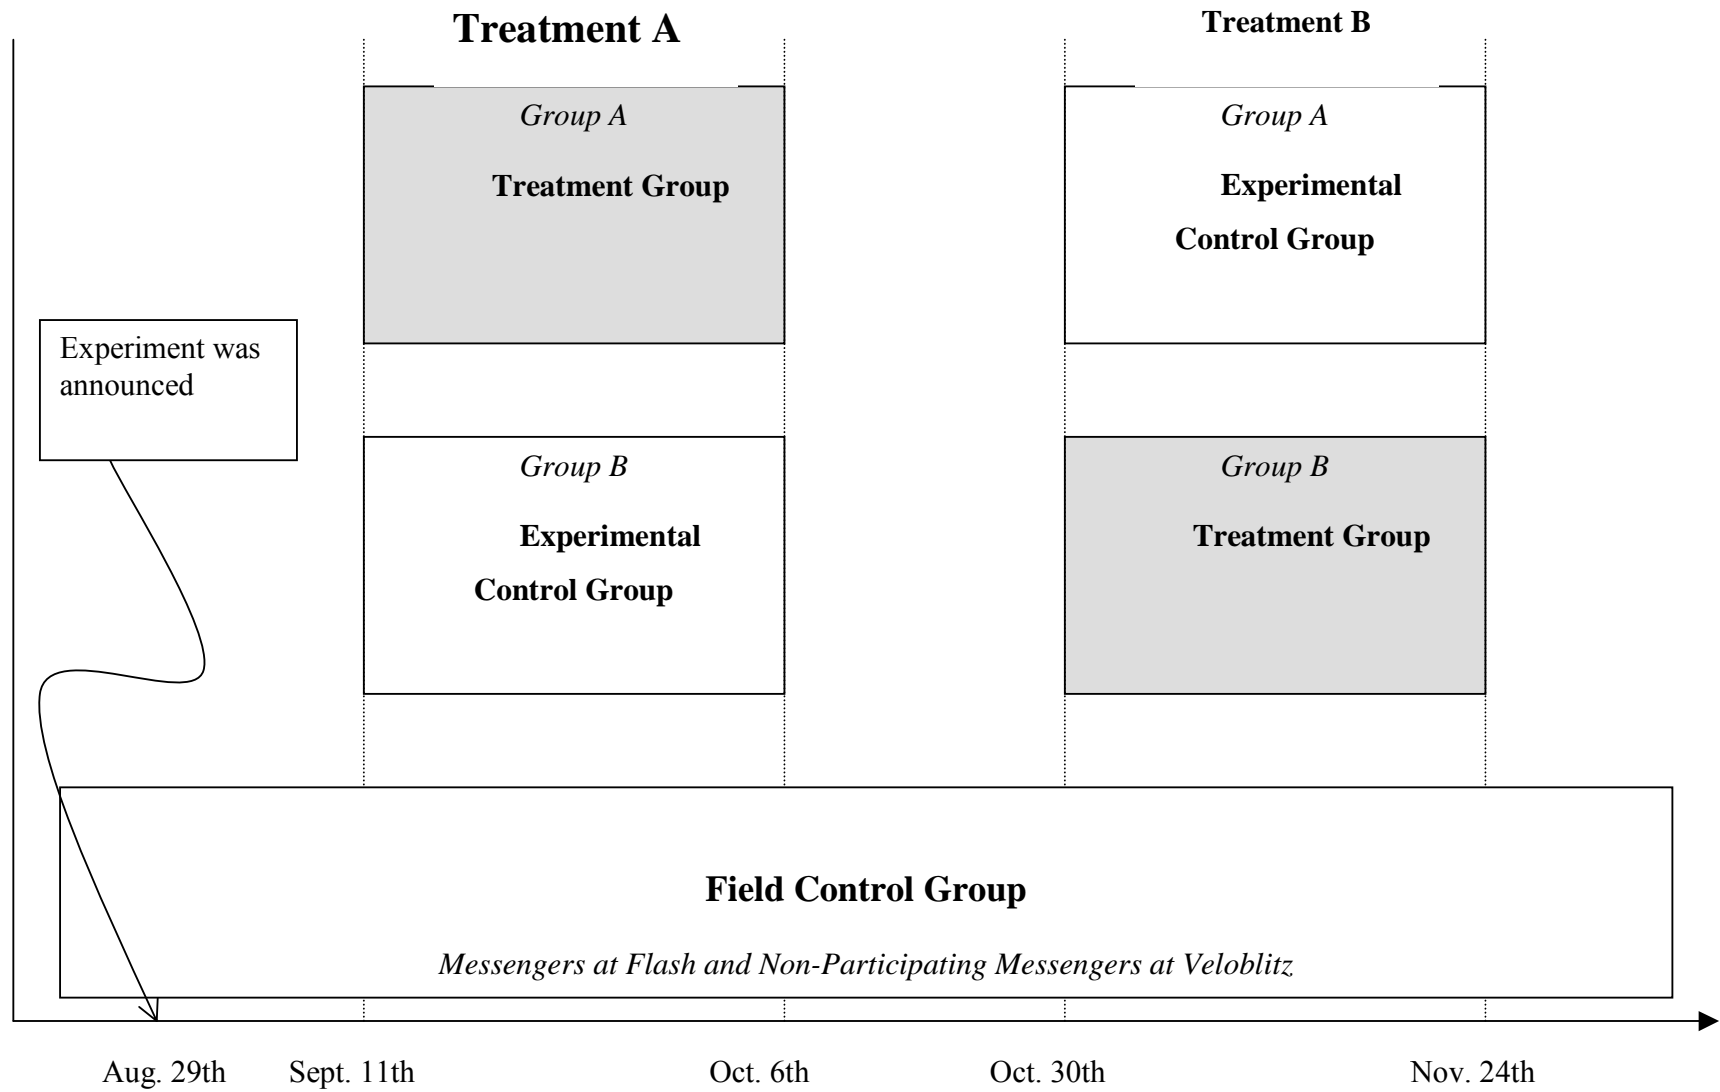 Treatment A
Treatment B
Group A
Treatment Group
Group A
Experimental
Control Group
Experiment was
announced
Group B
Experimental
Control Group
Group B
Treatment Group
Field Control Group
Messengers at Flash and Non-Participating Messengers at Veloblitz
Aug. 29th
Sept. 11th
Oct. 6th
Oct. 30th
Nov. 24th